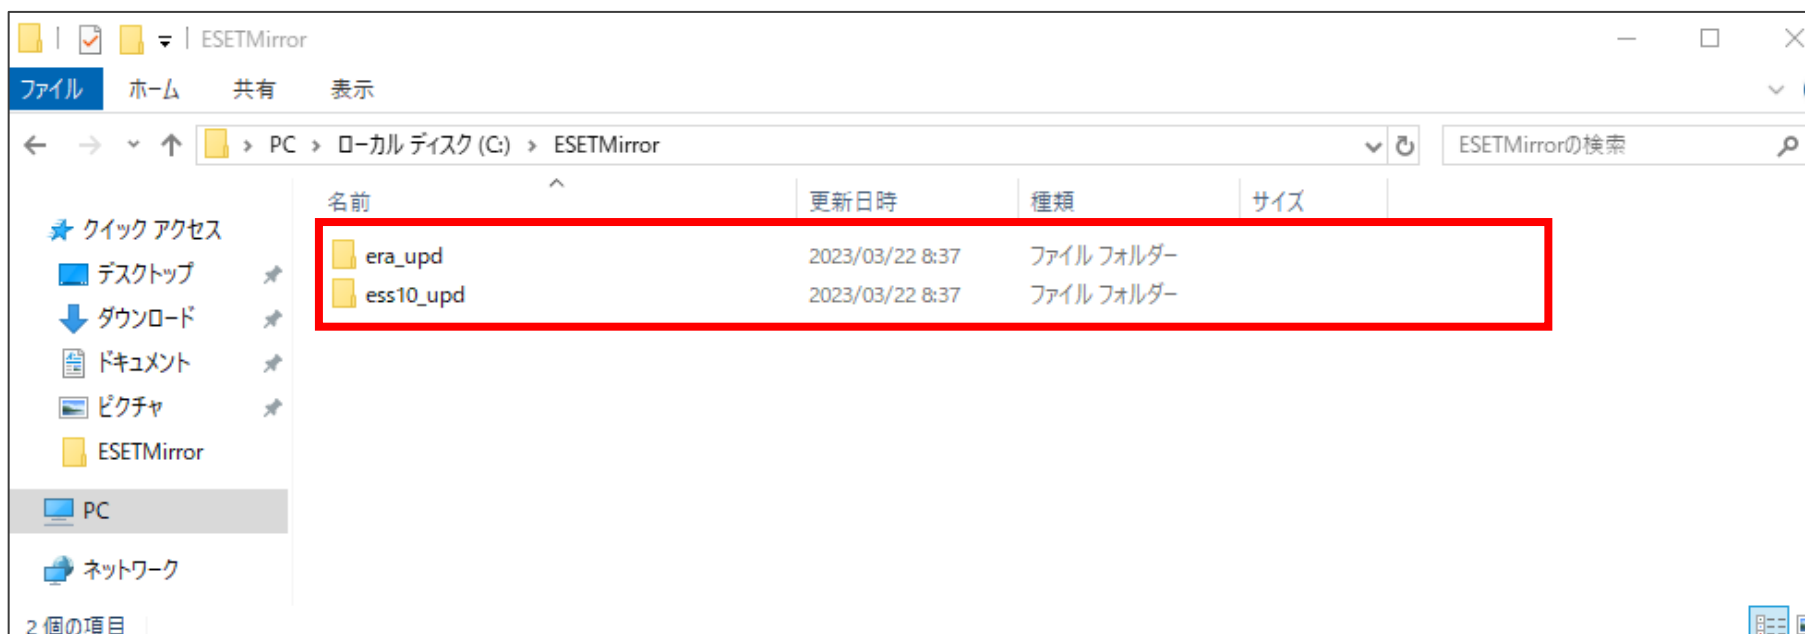 ESETMirror
ファイル ホーム 共有 表示
PC ローカル ディスク (C:) ESETMirror
ESETMirrorの検索
名前 更新日時 種類 サイズ
クイック アクセス
デスクトップ
ダウンロード
ドキュメント
ピクチャ
ESETMirror
PC
ネットワーク
era_upd 2023/03/22 8:37 ファイル フォルダー
ess10_upd 2023/03/22 8:37 ファイル フォルダー
2 個の項目